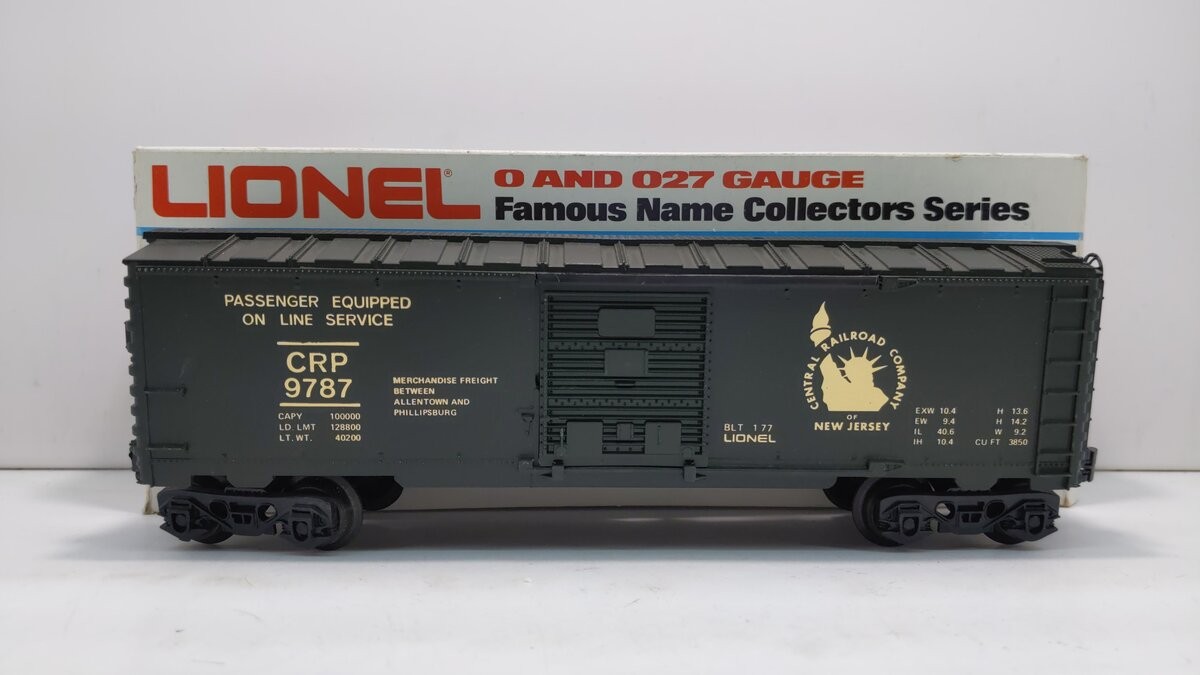 LIONEL®
O AND O27 GAUGE
Famous Name Collectors Series
PASSENGER EQUIPPED
ON LINE SERVICE
CRP
9787
CAPY 100000
LD LMT 128800
LT. WT. 40200
MERCHANDISE FREIGHT
BETWEEN
ALLENTOWN AND
PHILLIPSBURG
BLT 1 77
LIONEL
CENTRAL RAILROAD COMPANY
OF
NEW JERSEY
EXW 10.4 H 13.6
EW 9.4 H 14.2
IL 40.6 W 9.2
IH 10.4 CU FT 3850